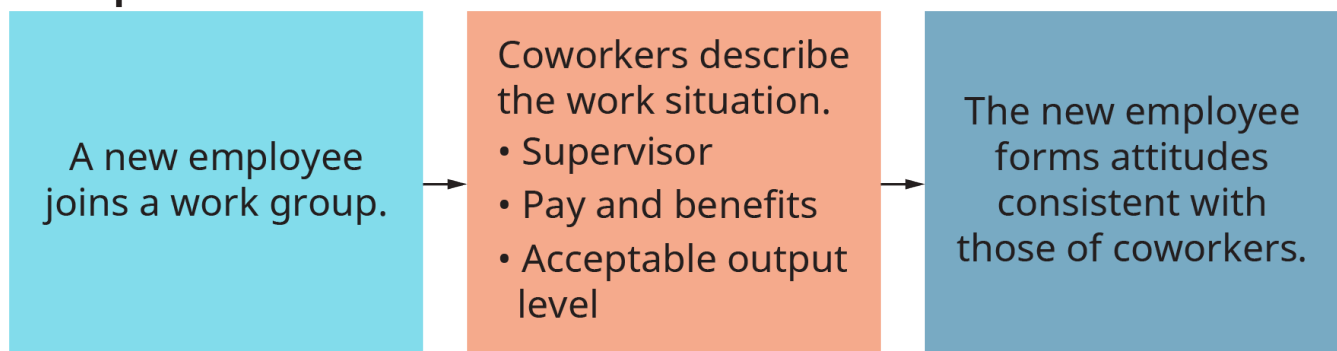 A new employee
joins a work group.
Coworkers describe
the work situation.
• Supervisor
• Pay and benefits
• Acceptable output
level
The new employee
forms attitudes
consistent with
those of coworkers.